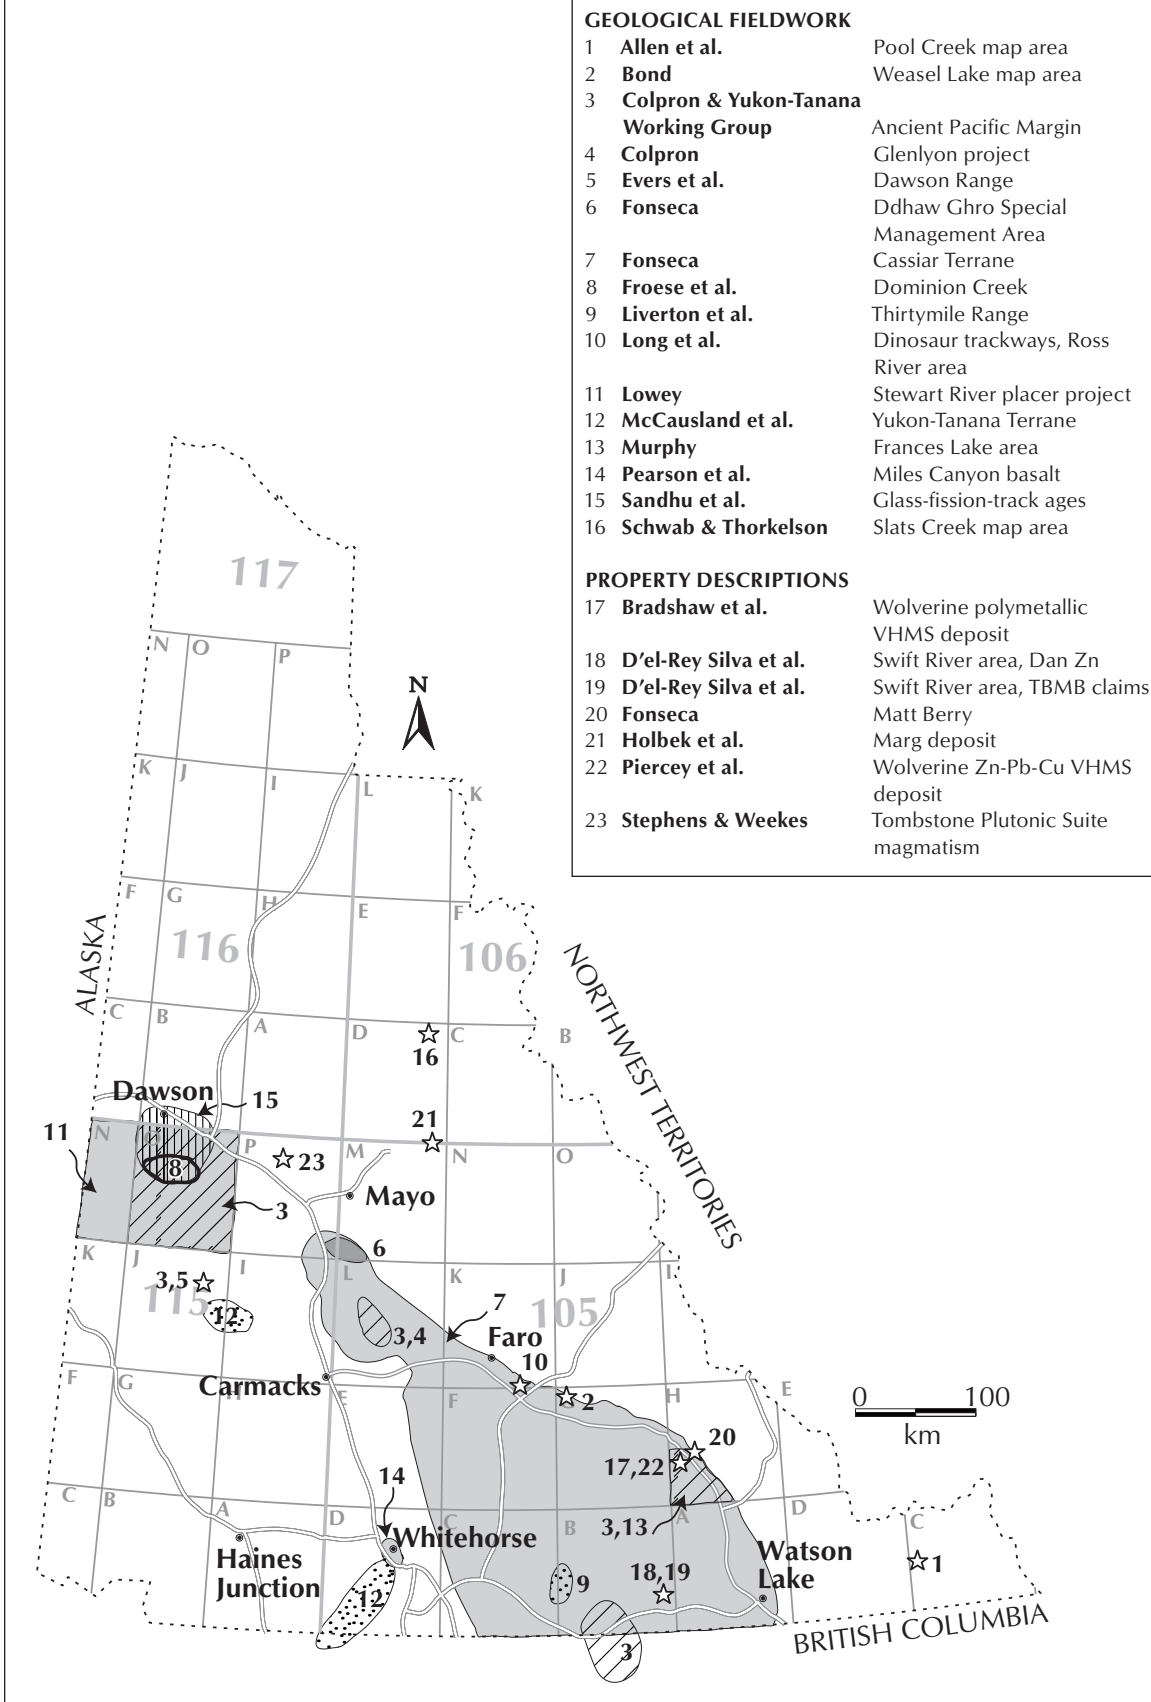 GEOLOGICAL FIELDWORK
1 Allen et al. Pool Creek map area
2 Bond Weasel Lake map area
3 Colpron & Yukon-Tanana
Working Group Ancient Pacific Margin
4 Colpron Glenlyon project
5 Evers et al. Dawson Range
6 Fonseca Ddhaw Ghro Special
Management Area
7 Fonseca Cassiar Terrane
8 Froese et al. Dominion Creek
9 Liverton et al. Thirtymile Range
10 Long et al. Dinosaur trackways, Ross
River area
11 Lowey Stewart River placer project
12 McCausland et al. Yukon-Tanana Terrane
13 Murphy Frances Lake area
14 Pearson et al. Miles Canyon basalt
15 Sandhu et al. Glass-fission-track ages
16 Schwab & Thorkelson Slats Creek map area
PROPERTY DESCRIPTIONS
17 Bradshaw et al. Wolverine polymetallic
VHMS deposit
18 D'el-Rey Silva et al. Swift River area, Dan Zn
19 D'el-Rey Silva et al. Swift River area, TBMB claims
20 Fonseca Matt Berry
21 Holbek et al. Marg deposit
22 Piercey et al. Wolverine Zn-Pb-Cu VHMS
deposit
23 Stephens & Weekes Tombstone Plutonic Suite
magmatism
117
N O P
N
K J I L K
F G H E F
116 106
ALASKA
NORTHWEST TERRITORIES
C B A D C B
16
Dawson 15
21
11 N P M N O
8 23
Mayo
3
6
K J I L K J I
3,5
115 12
7
105
3,4 Faro
10
Carmacks
F G H E F G H E
2
0 100
km
20
17,22
14
C B A D C B A D C
3,13
Whitehorse
Haines
Junction
Watson
Lake
18,19
9
1
12
3
BRITISH COLUMBIA